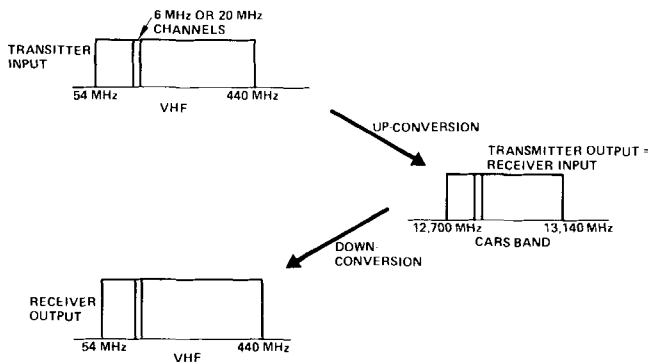 6 MHz OR 20 MHz
CHANNELS
TRANSITTER
INPUT
54 MHz
440 MHz
VHF
UP-CONVERSION
TRANSMITTER OUTPUT =
RECEIVER INPUT
12,700 MHz
13,140 MHz
CARS BAND
DOWN-
CONVERSION
RECEIVER
OUTPUT
54 MHz
440 MHz
VHF